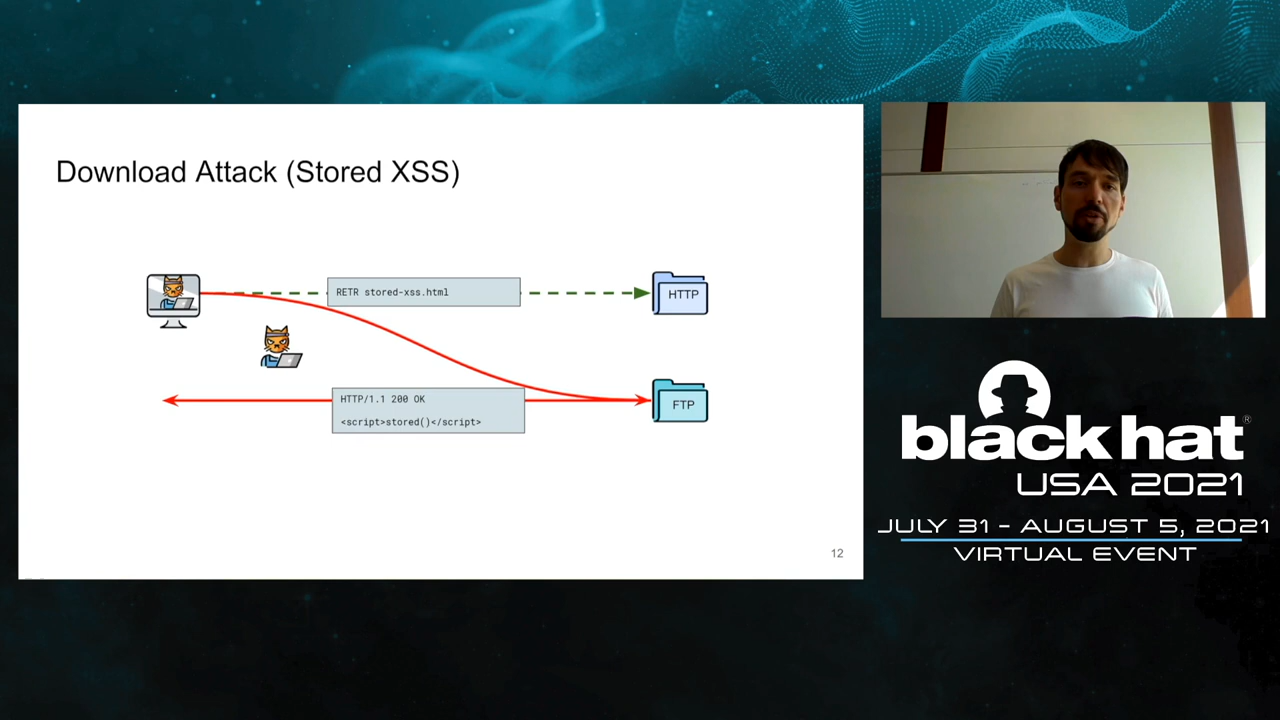 Download Attack (Stored XSS)
RETR stored-xss.html
HTTP
HTTP/1.1 200 OK
<script>stored()</script>
FTP
12
black hat®
USA 2021
JULY 31 - AUGUST 5, 2021
VIRTUAL EVENT